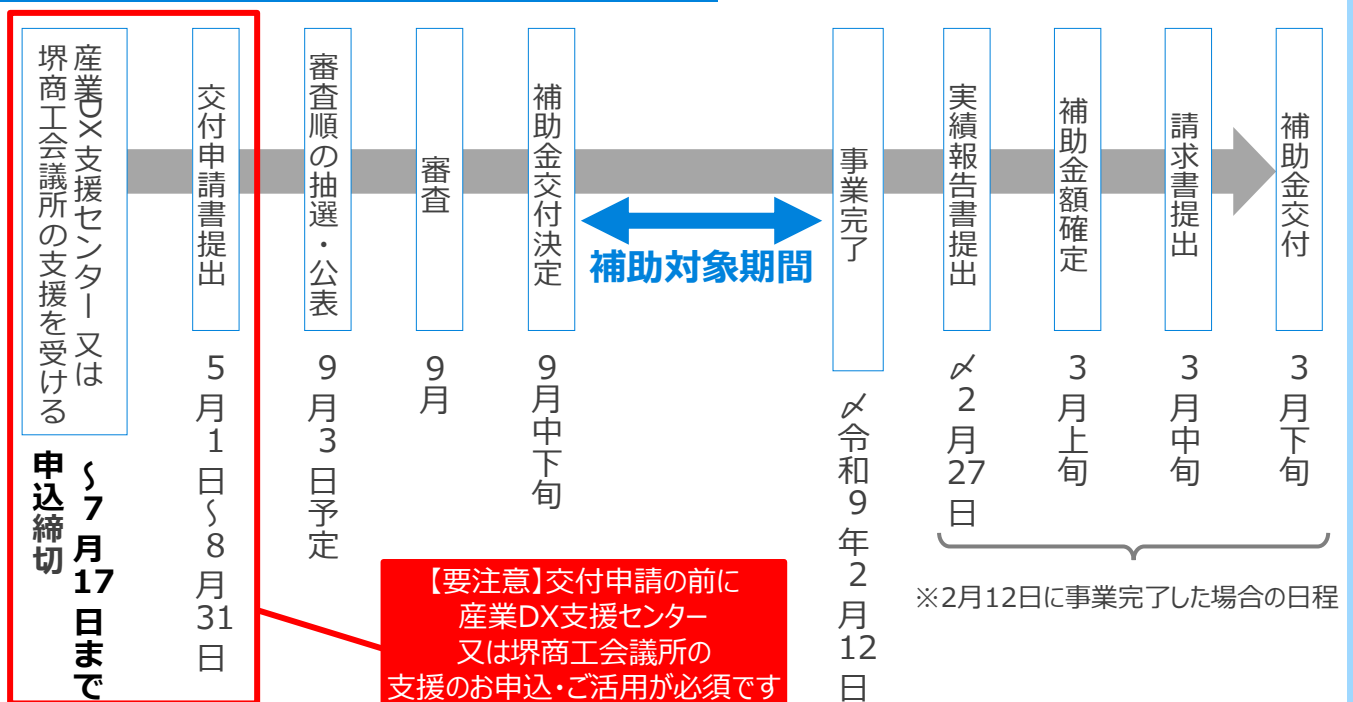 産業DX支援センター又は
堺商工会議所の支援を受ける
申込締切
～7月17日まで
交付申請書提出
5月1日～8月31日
審査順の抽選・公表
9月3日予定
審査
9月
補助金交付決定
9月中下旬
補助対象期間
事業完了
〆令和9年2月12日
実績報告書提出
〆2月27日
補助金額確定
3月上旬
請求書提出
3月中旬
補助金交付
3月下旬
※2月12日に事業完了した場合の日程
【要注意】交付申請の前に
産業DX支援センター
又は堺商工会議所の
支援のお申込・ご活用が必須です